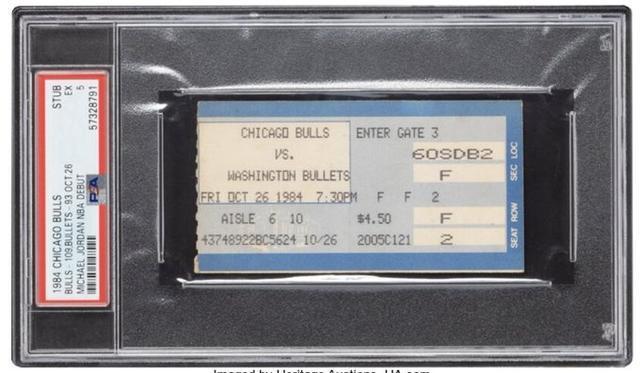 1984 CHICAGO BULLS STUB
BULLS - 109,BULLETS - 93 OCT.26 EX
MICHAEL JORDAN NBA DEBUT 5
PSA 57328791
CHICAGO BULLS ENTER GATE 3
VS. 60SDB2
WASHINGTON BULLETS F
FRI OCT 26 1984 7:30PM F F 2
AISLE 6 10 $4.50 F
43748922BC5624 10/26 2005C121 2
SEC LOC
SEAT ROW
Imaged by Heritage Auctions, HA.com